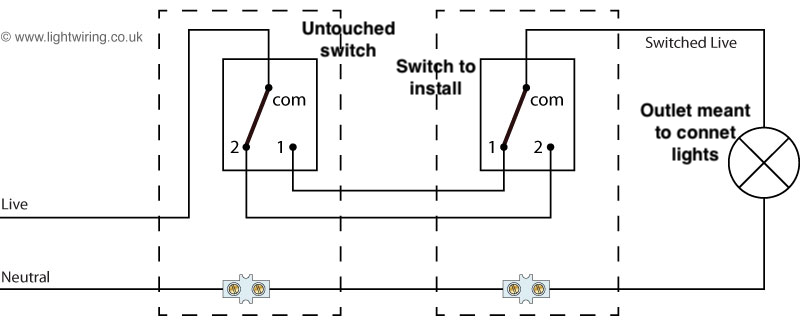 © www.lightwiring.co.uk
Untouched
switch
Switch to
install
Switched Live
com
2
1
com
1
2
Outlet meant
to connet
lights
Live
Neutral